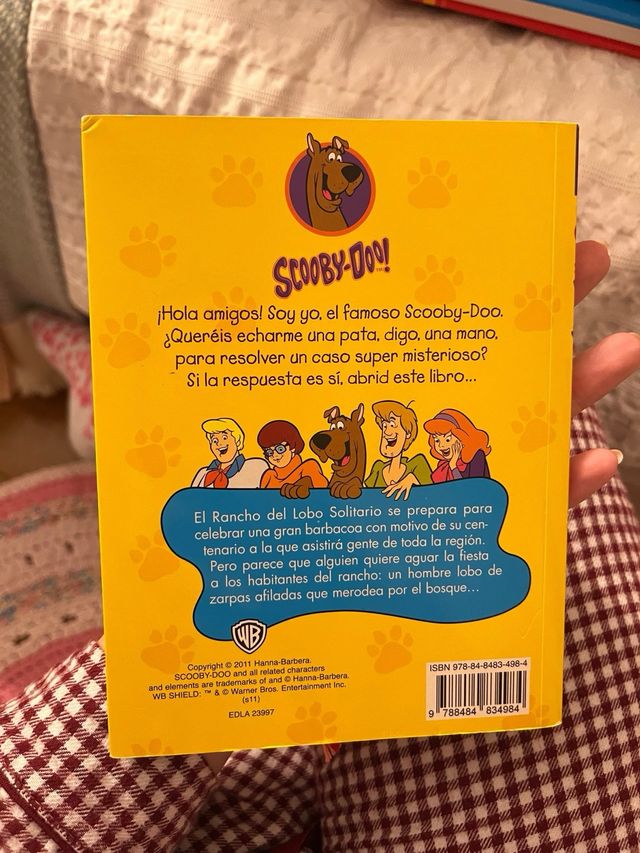 SCOOBY-DOO!
¡Hola amigos! Soy yo, el famoso Scooby-Doo.
¿Queréis echarme una pata, digo, una mano,
para resolver un caso super misterioso?
Si la respuesta es sí, abrid este libro...
El Rancho del Lobo Solitario se prepara para
celebrar una gran barbacoa con motivo de su cen-
tenario a la que asistirá gente de toda la región.
Pero parece que alguien quiere aguar la fiesta
a los habitantes del rancho: un hombre lobo de
zarpas afiladas que merodea por el bosque...
WB
Copyright © 2011 Hanna-Barbera.
SCOOBY-DOO and all related characters
and elements are trademarks of and © Hanna-Barbera.
WB SHIELD: ™ & © Warner Bros. Entertainment Inc.
(s11)
EDLA 23997
ISBN 978-84-8483-498-4
9 788484 834984